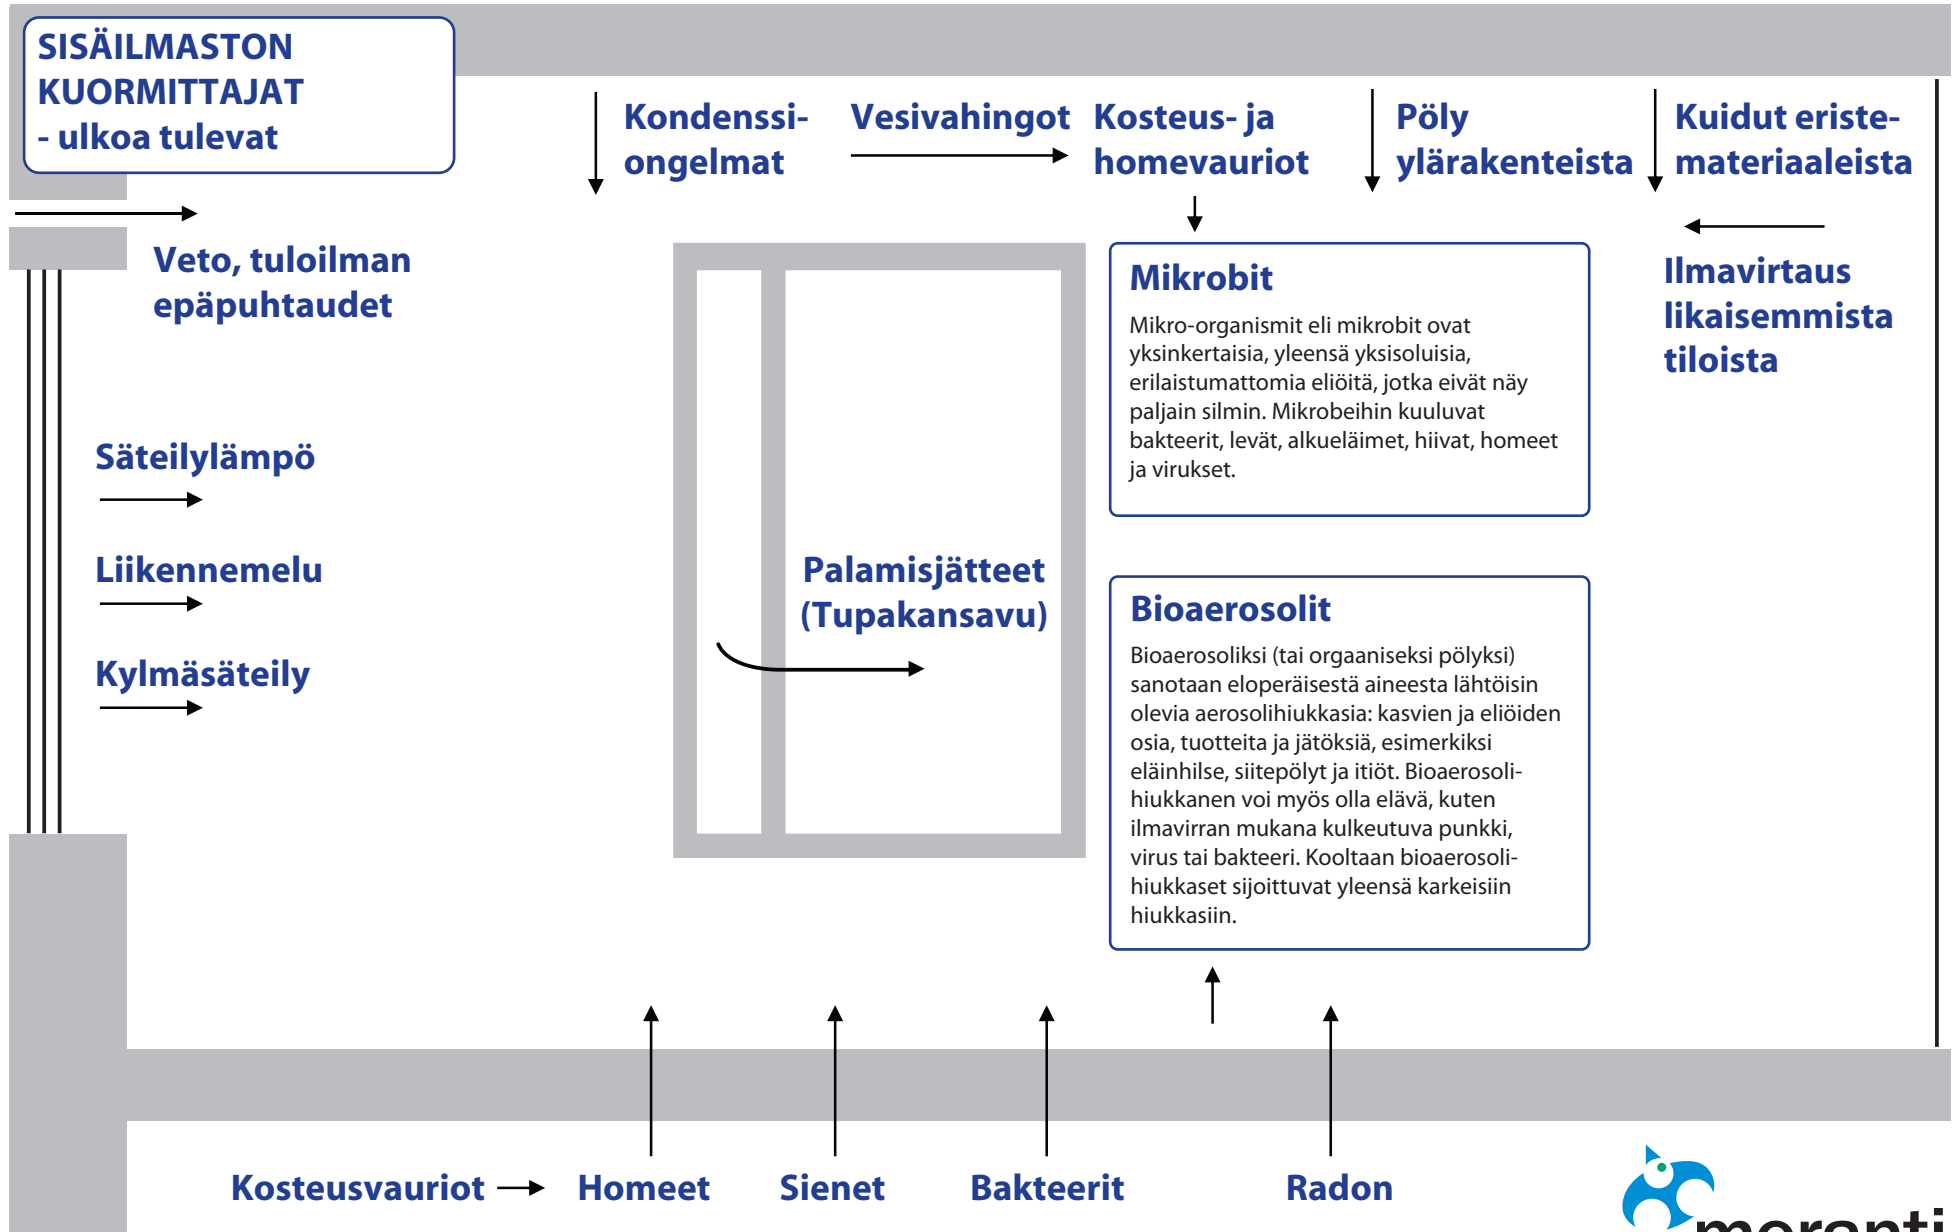 SISÄILMASTON
KUORMITTAJAT
- ulkoa tulevat
Kondenssi-
ongelmat
Vesivahingot
Kosteus- ja
homevauriot
Pöly
ylärakenteista
Kuidut eriste-
materiaaleista
Veto, tuloilman
epäpuhtaudet
Ilmavirtaus
likaisemmista
tiloista
Mikrobit
Mikro-organismit eli mikrobit ovat
yksinkertaisia, yleensä yksisoluisia,
erilaistumattomia eliöitä, jotka eivät näy
paljain silmin. Mikrobeihin kuuluvat
bakteerit, levät, alkueläimet, hiivat, homeet
ja virukset.
Säteilylämpö
Liikennemelu
Kylmäsäteily
Palamisjätteet
(Tupakansavu)
Bioaerosolit
Bioaerosoliksi (tai orgaaniseksi pölyksi)
sanotaan eloperäisestä aineesta lähtöisin
olevia aerosolihiukkasia: kasvien ja eliöiden
osia, tuotteita ja jätöksiä, esimerkiksi
eläinhilse, siitepölyt ja itiöt. Bioaerosoli-
hiukkanen voi myös olla elävä, kuten
ilmavirran mukana kulkeutuva punkki,
virus tai bakteeri. Kooltaan bioaerosoli-
hiukkaset sijoittuvat yleensä karkeisiin
hiukkasiin.
Kosteusvauriot
Homeet
Sienet
Bakteerit
Radon
moranti